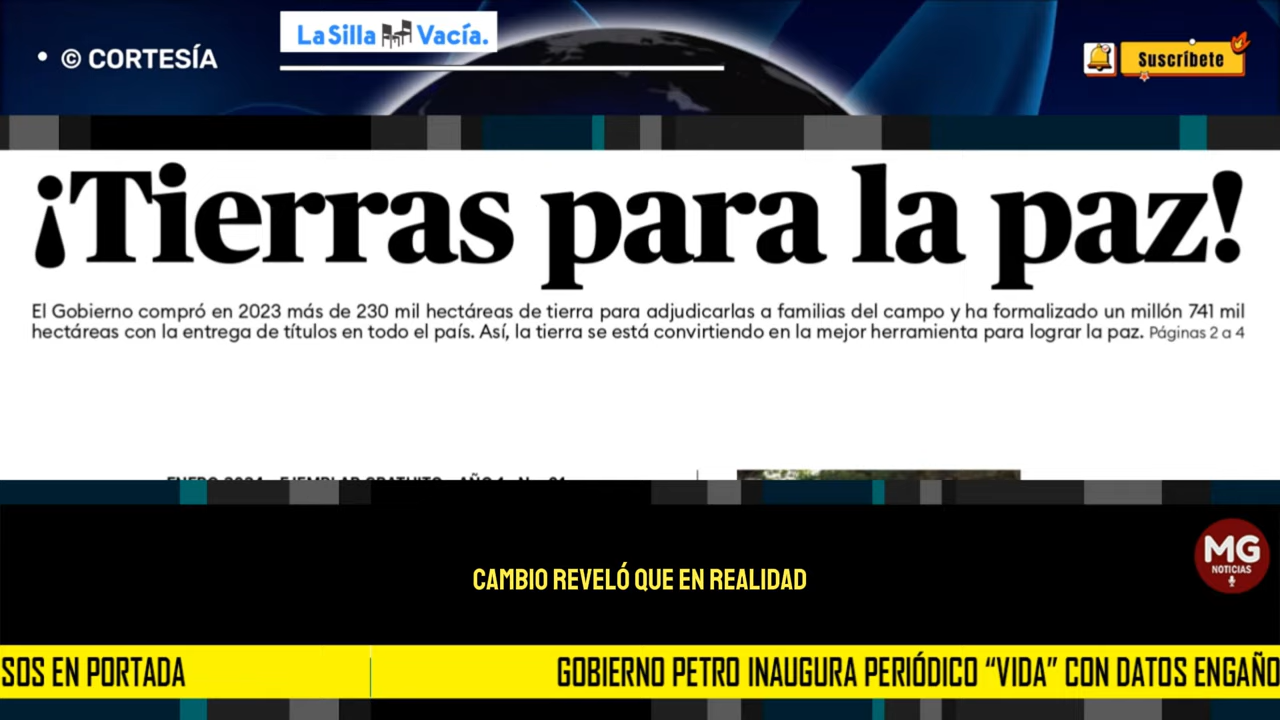 • © CORTESÍA
La Silla Vacía.
Suscríbete
¡Tierras para la paz!
El Gobierno compró en 2023 más de 230 mil hectáreas de tierra para adjudicarlas a familias del campo y ha formalizado un millón 741 mil
hectáreas con la entrega de títulos en todo el país. Así, la tierra se está convirtiendo en la mejor herramienta para lograr la paz. Páginas 2 a 4
CAMBIO REVELÓ QUE EN REALIDAD
MG
NOTICIAS
SOS EN PORTADA
GOBIERNO PETRO INAUGURA PERIÓDICO “VIDA” CON DATOS ENGAÑO